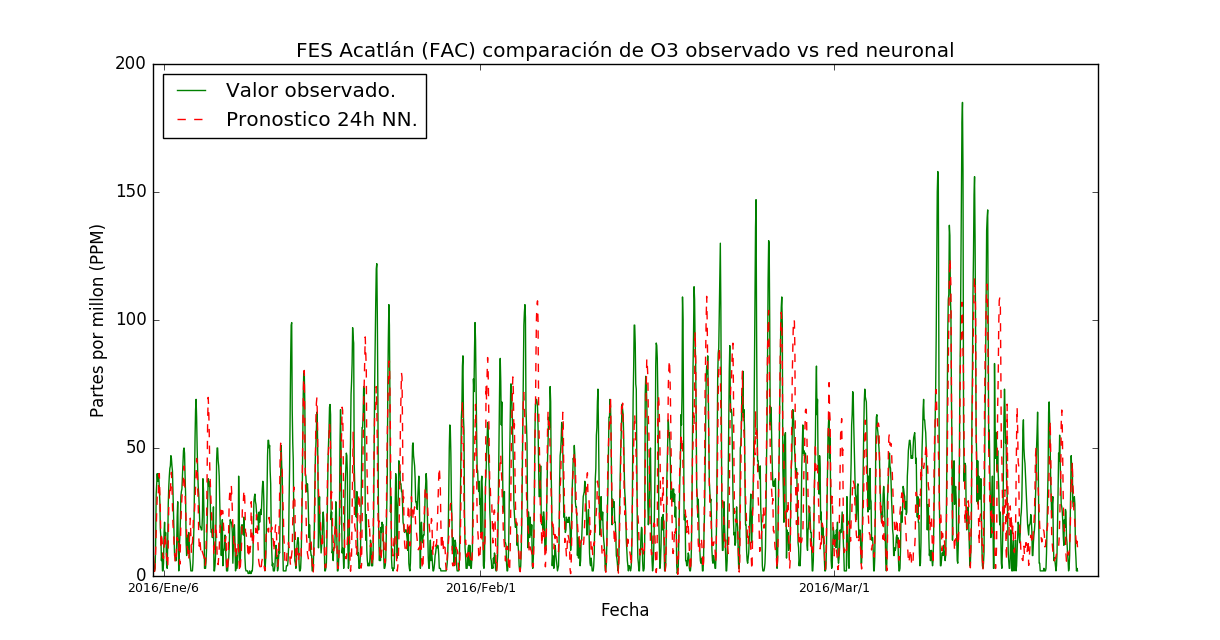 FES Acatlán (FAC) comparación de O3 observado vs red neuronal
200
Valor observado.
Pronostico 24h NN.
150
100
50
0
Partes por millon (PPM)
2016/Ene/6
2016/Feb/1
2016/Mar/1
Fecha